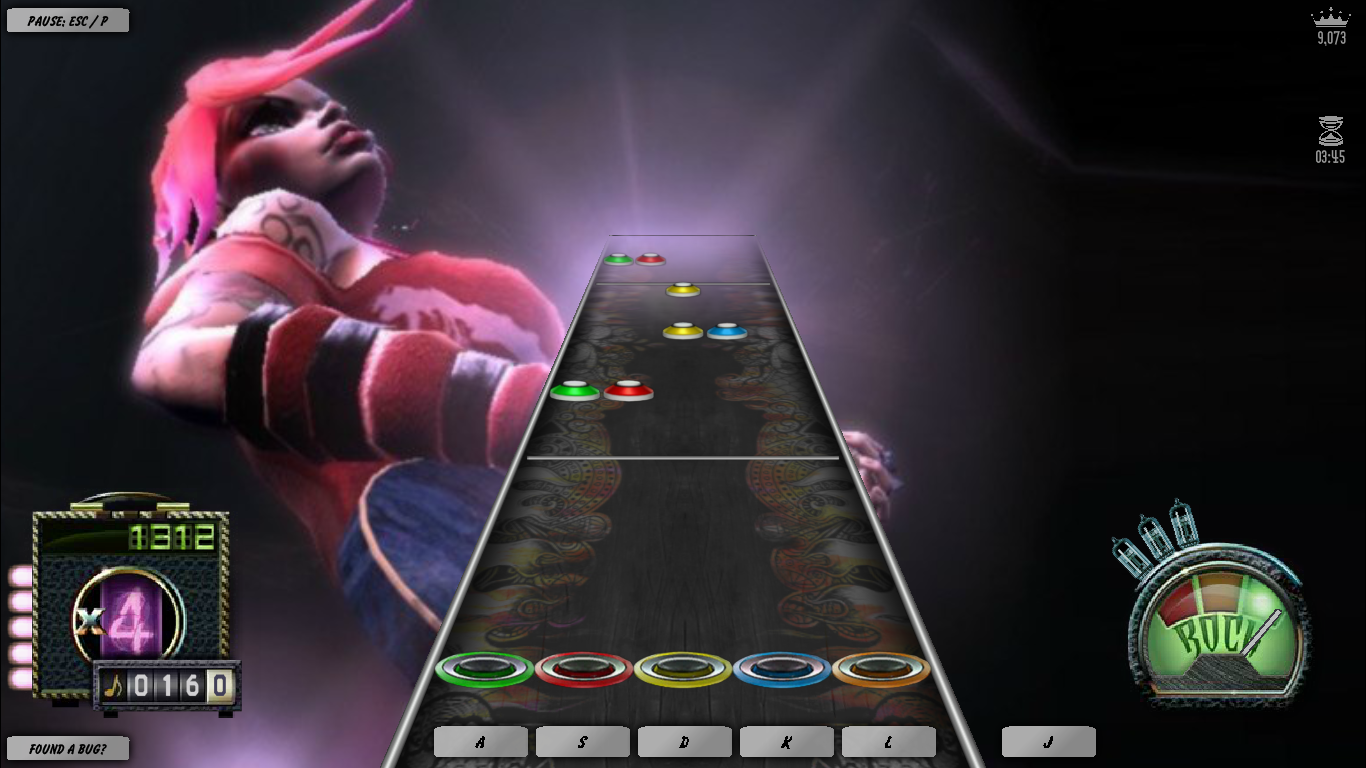 PAUSE: ESC / P
9,073
03:45
1312
X4
0160
ROCK
A S D K L J
FOUND A BUG?